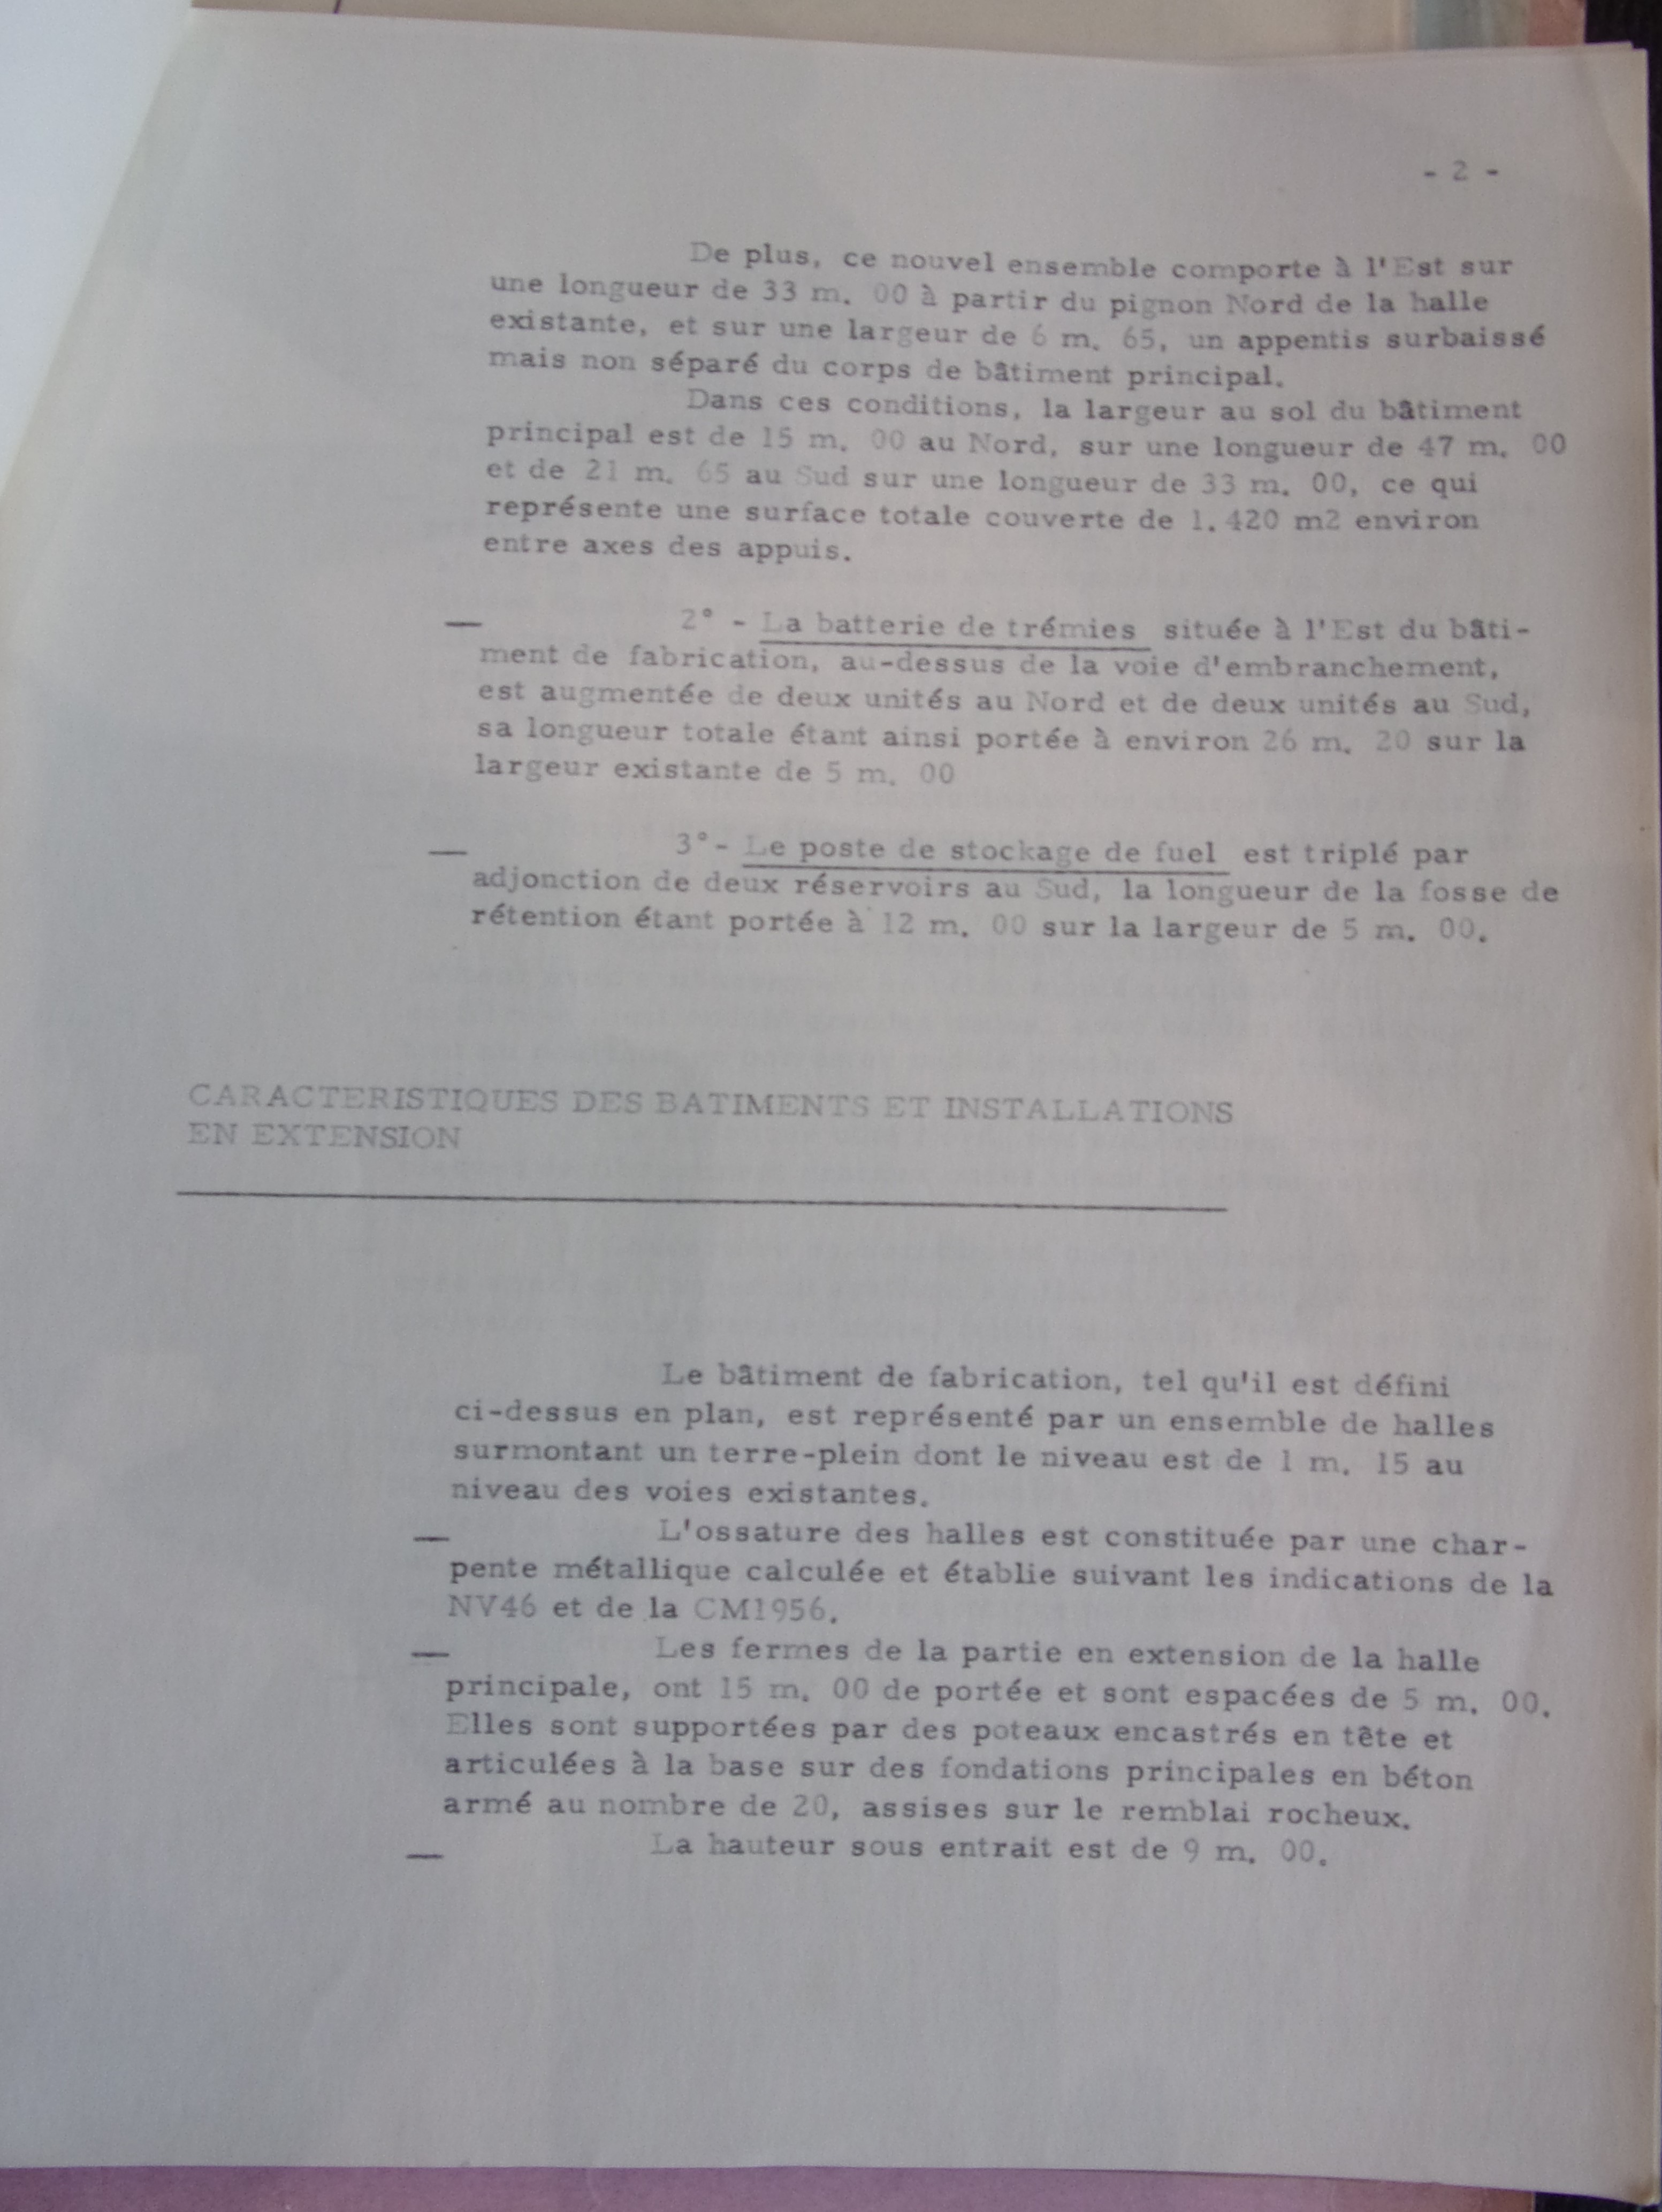 - 2 -
De plus, ce nouvel ensemble comporte à l'Est sur
une longueur de 33 m. 00 à partir du pignon Nord de la halle
existante, et sur une largeur de 6 m. 65, un appentis surbaissé
mais non séparé du corps de bâtiment principal.
Dans ces conditions, la largeur au sol du bâtiment
principal est de 15 m. 00 au Nord, sur une longueur de 47 m. 00
et de 21 m. 65 au Sud sur une longueur de 33 m. 00, ce qui
représente une surface totale couverte de 1.420 m2 environ
entre axes des appuis.
— 2° - La batterie de trémies située à l'Est du bâti-
ment de fabrication, au-dessus de la voie d'embranchement,
est augmentée de deux unités au Nord et de deux unités au Sud,
sa longueur totale étant ainsi portée à environ 26 m. 20 sur la
largeur existante de 5 m. 00
— 3°- Le poste de stockage de fuel est triplé par
adjonction de deux réservoirs au Sud, la longueur de la fosse de
rétention étant portée à 12 m. 00 sur la largeur de 5 m. 00.
CARACTERISTIQUES DES BATIMENTS ET INSTALLATIONS
EN EXTENSION
Le bâtiment de fabrication, tel qu'il est défini
ci-dessus en plan, est représenté par un ensemble de halles
surmontant un terre-plein dont le niveau est de 1 m. 15 au
niveau des voies existantes.
— L'ossature des halles est constituée par une char-
pente métallique calculée et établie suivant les indications de la
NV46 et de la CM1956.
— Les fermes de la partie en extension de la halle
principale, ont 15 m. 00 de portée et sont espacées de 5 m. 00.
Elles sont supportées par des poteaux encastrés en tête et
articulées à la base sur des fondations principales en béton
armé au nombre de 20, assises sur le remblai rocheux.
— La hauteur sous entrait est de 9 m. 00.